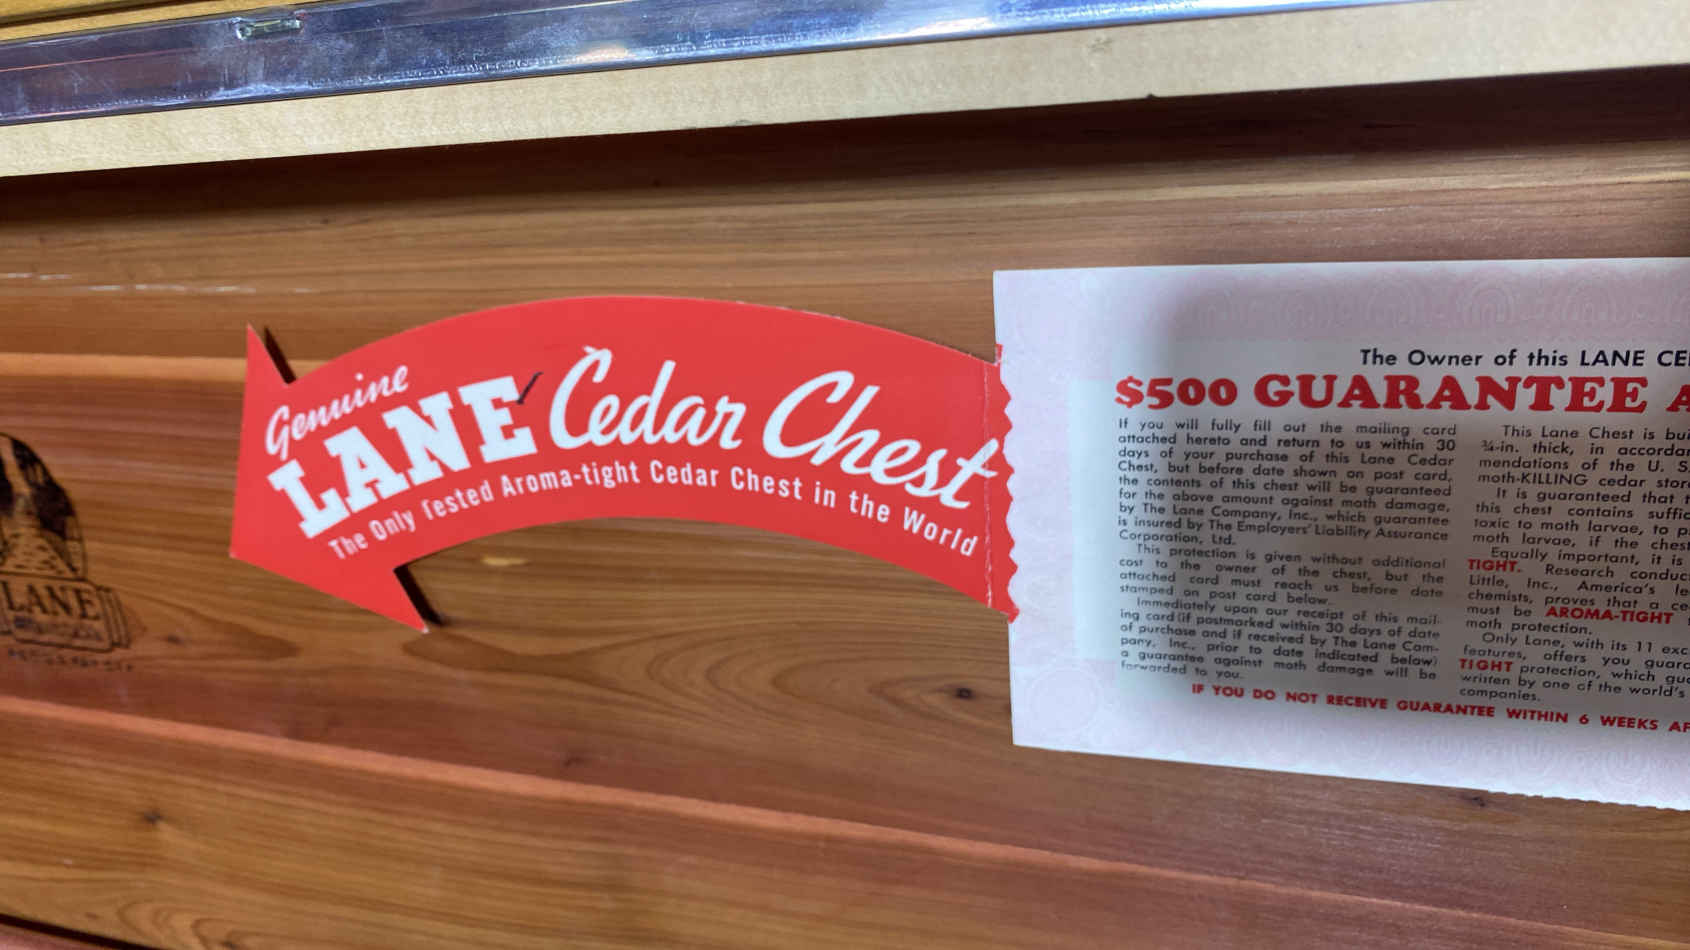 Genuine
LANE Cedar Chest
The Only Tested Aroma-tight Cedar Chest in the World
LANE
The Owner of this LANE CE
$500 GUARANTEE A
If you will fully fill out the mailing card
attached hereto and return to us within 30
days of your purchase of this Lane Cedar
Chest, but before date shown on post card,
the contents of this chest will be guaranteed
for the above amount against moth damage,
by The Lane Company, Inc., which guarantee
is insured by The Employers' Liability Assurance
Corporation, Ltd.
This protection is given without additional
cost to the owner of the chest, but the
attached card must reach us before date
stamped on post card below.
Immediately upon our receipt of this mail-
ing card (if postmarked within 30 days of date
of purchase and if received by The Lane Com-
pany, Inc., prior to date indicated below)
a guarantee against moth damage will be
forwarded to you.
This Lane Chest is bui
¾-in. thick, in accordan
mendations of the U. S.
moth-KILLING cedar stor
It is guaranteed that t
this chest contains suffic
toxic to moth larvae, to p
moth larvae, if the chest
Equally important, it is
TIGHT. Research conduc
Little, Inc., America's le
chemists, proves that a ce
must be AROMA-TIGHT
moth protection.
Only Lane, with its 11 exc
features, offers you guara
TIGHT protection, which gua
written by one of the world's
companies.
IF YOU DO NOT RECEIVE GUARANTEE WITHIN 6 WEEKS AF